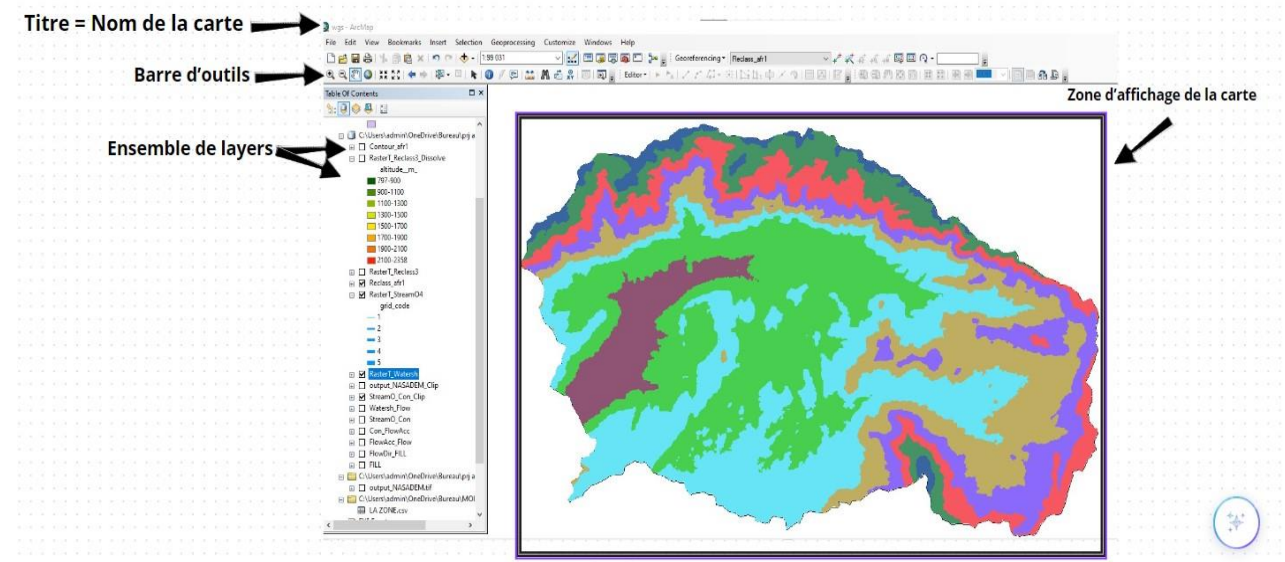 Titre = Nom de la carte
wgs - ArcMap
File Edit View Bookmarks Insert Selection Geoprocessing Customize Windows Help
1:99 031
Georeferencing
Reclass_afr1
Barre d'outils
Editor
Table Of Contents
Zone d'affichage de la carte
Ensemble de layers
C:\Users\admin\OneDrive\Bureau\prj a
Contour_afr1
RasterT_Reclass3_Dissolve
altitude__m_
797-900
900-1100
1100-1300
1300-1500
1500-1700
1700-1900
1900-2100
2100-2358
RasterT_Reclass3
Reclass_afr1
RasterT_StreamO4
grid_code
1
2
3
4
5
RasterT_Watersh
output_NASADEM_Clip
StreamO_Con_Clip
Watersh_Flow
StreamO_Con
Con_FlowAcc
FlowAcc_Flow
FlowDir_FILL
FILL
C:\Users\admin\OneDrive\Bureau\prj a
output_NASADEM.tif
C:\Users\admin\OneDrive\Bureau\MOI
LA ZONE.csv